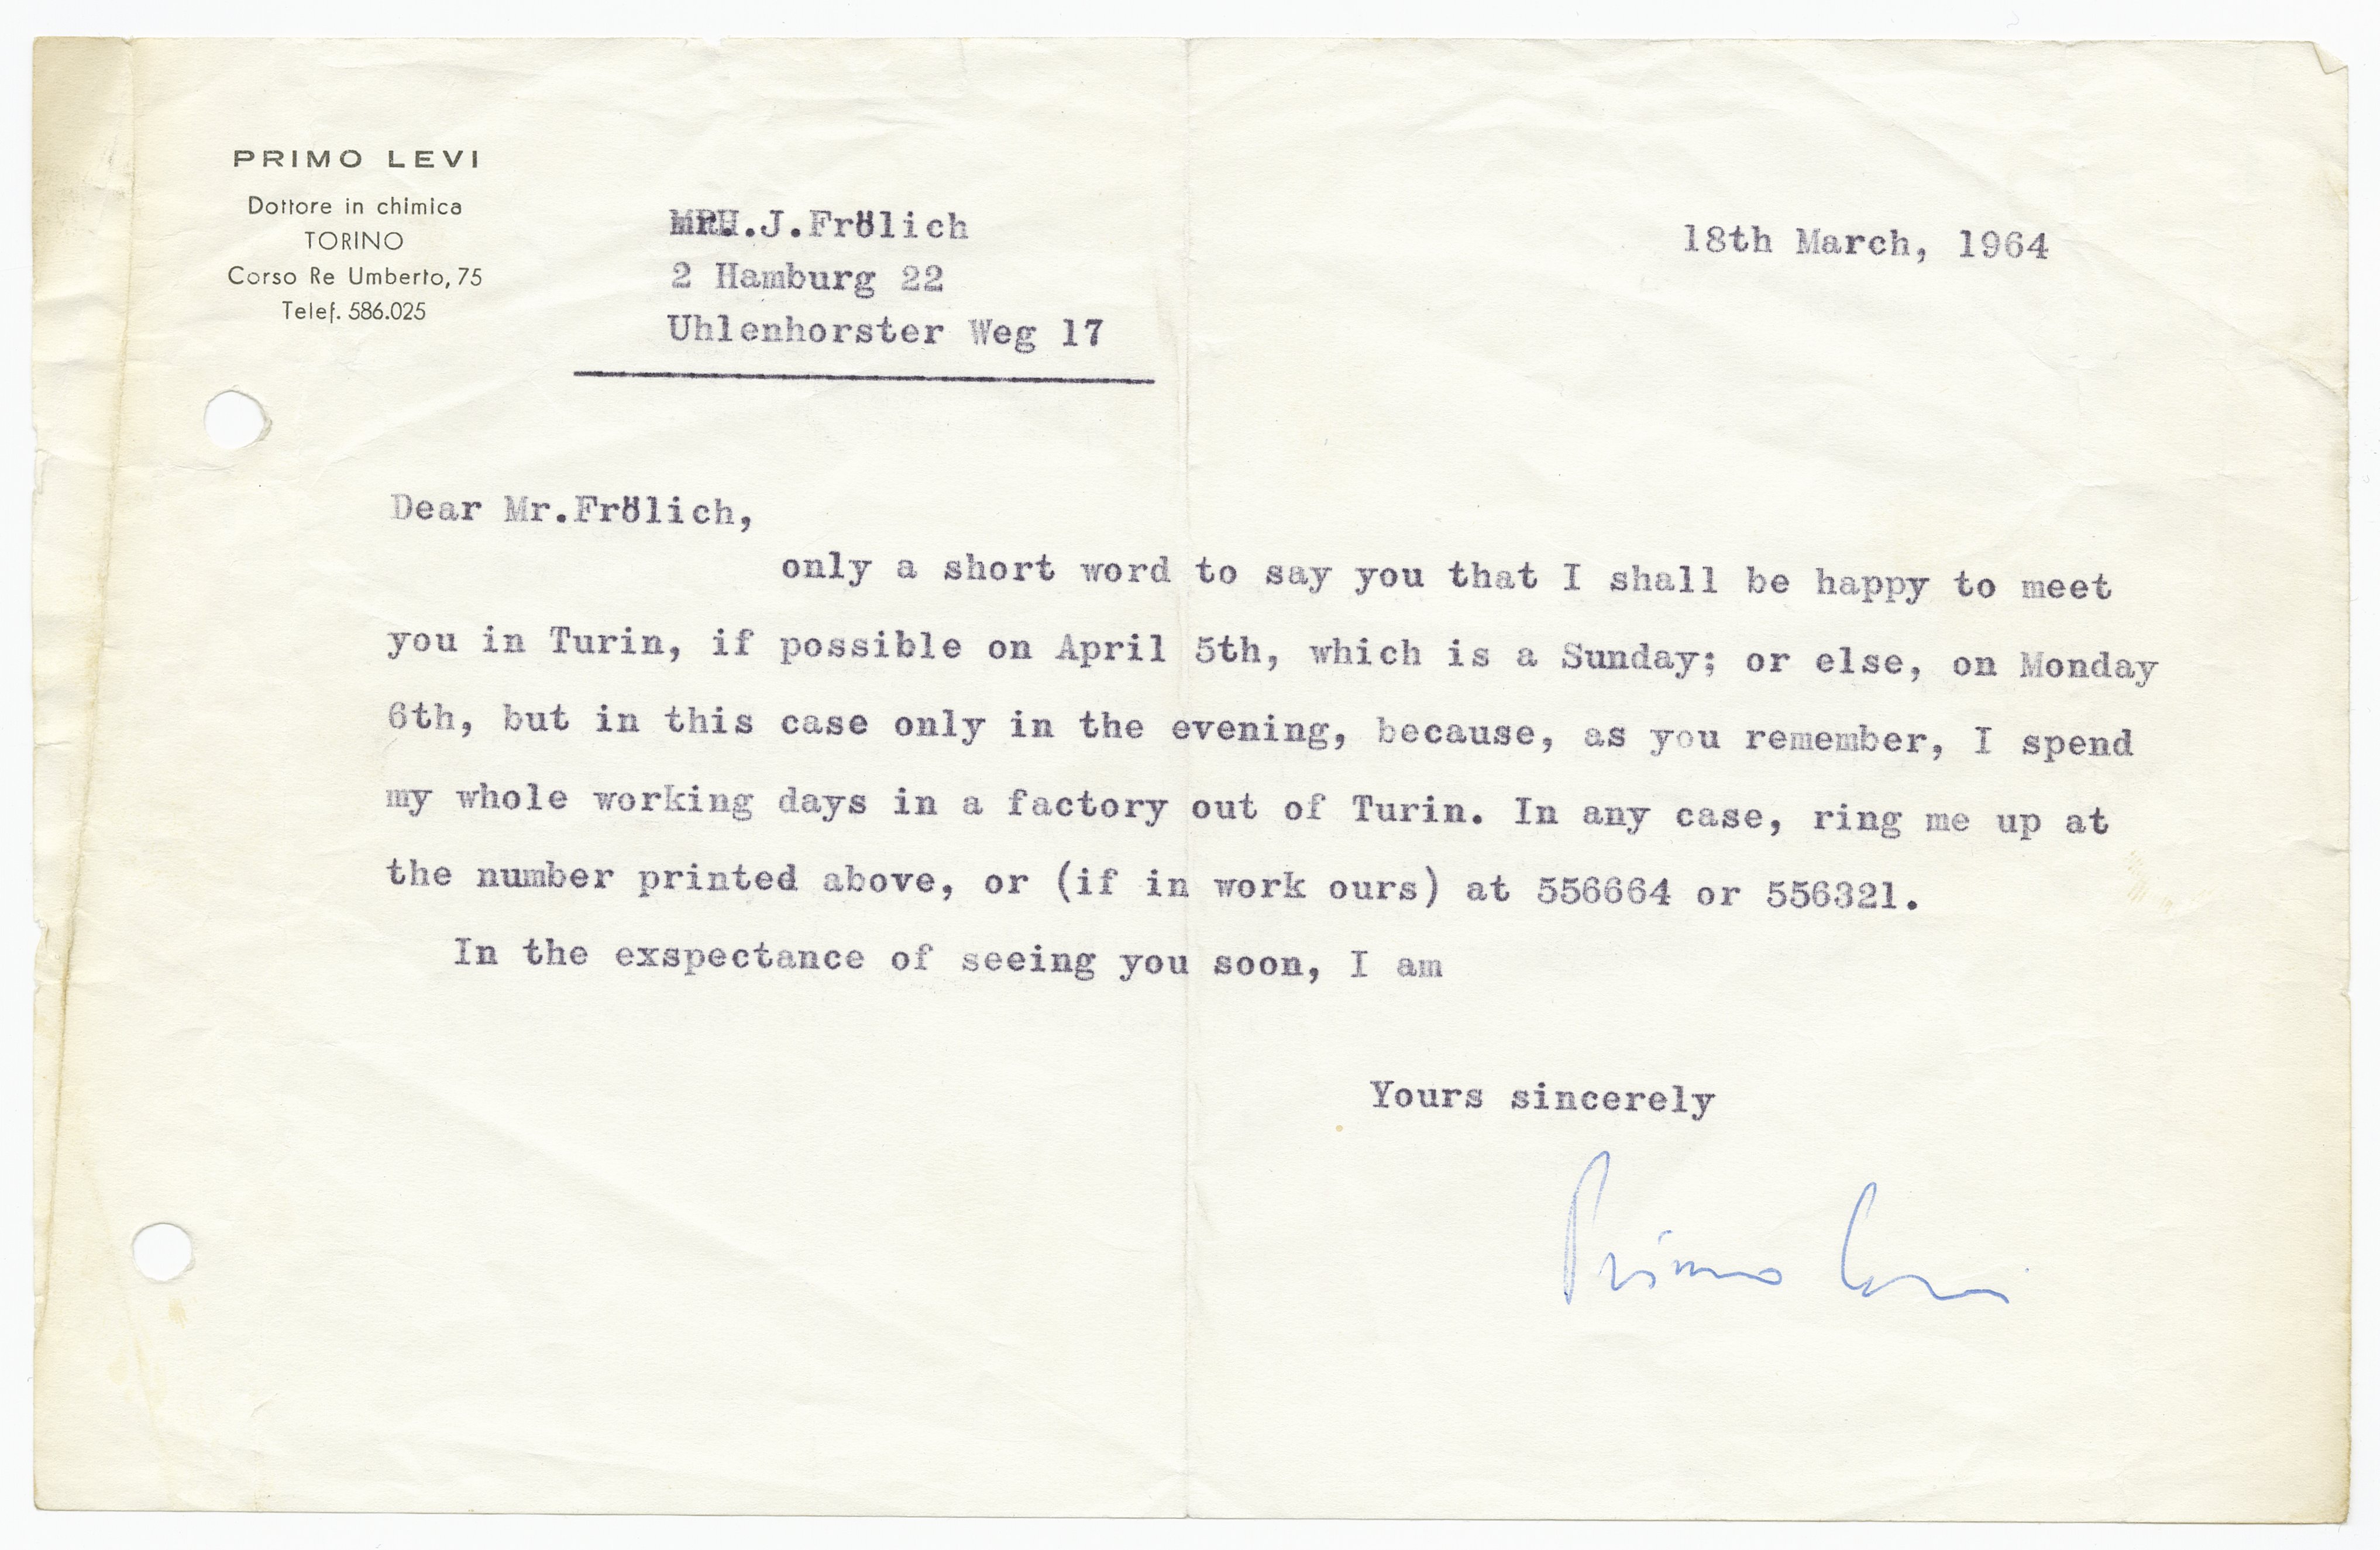 PRIMO LEVI
Dottore in chimica
TORINO
Corso Re Umberto, 75
Telef. 586.025
Mr.H.J.Frölich
2 Hamburg 22
Uhlenhorster Weg 17
18th March, 1964
Dear Mr.Frölich,
only a short word to say you that I shall be happy to meet
you in Turin, if possible on April 5th, which is a Sunday; or else, on Monday
6th, but in this case only in the evening, because, as you remember, I spend
my whole working days in a factory out of Turin. In any case, ring me up at
the number printed above, or (if in work ours) at 556664 or 556321.
In the exspectance of seeing you soon, I am
Yours sincerely
Primo Levi